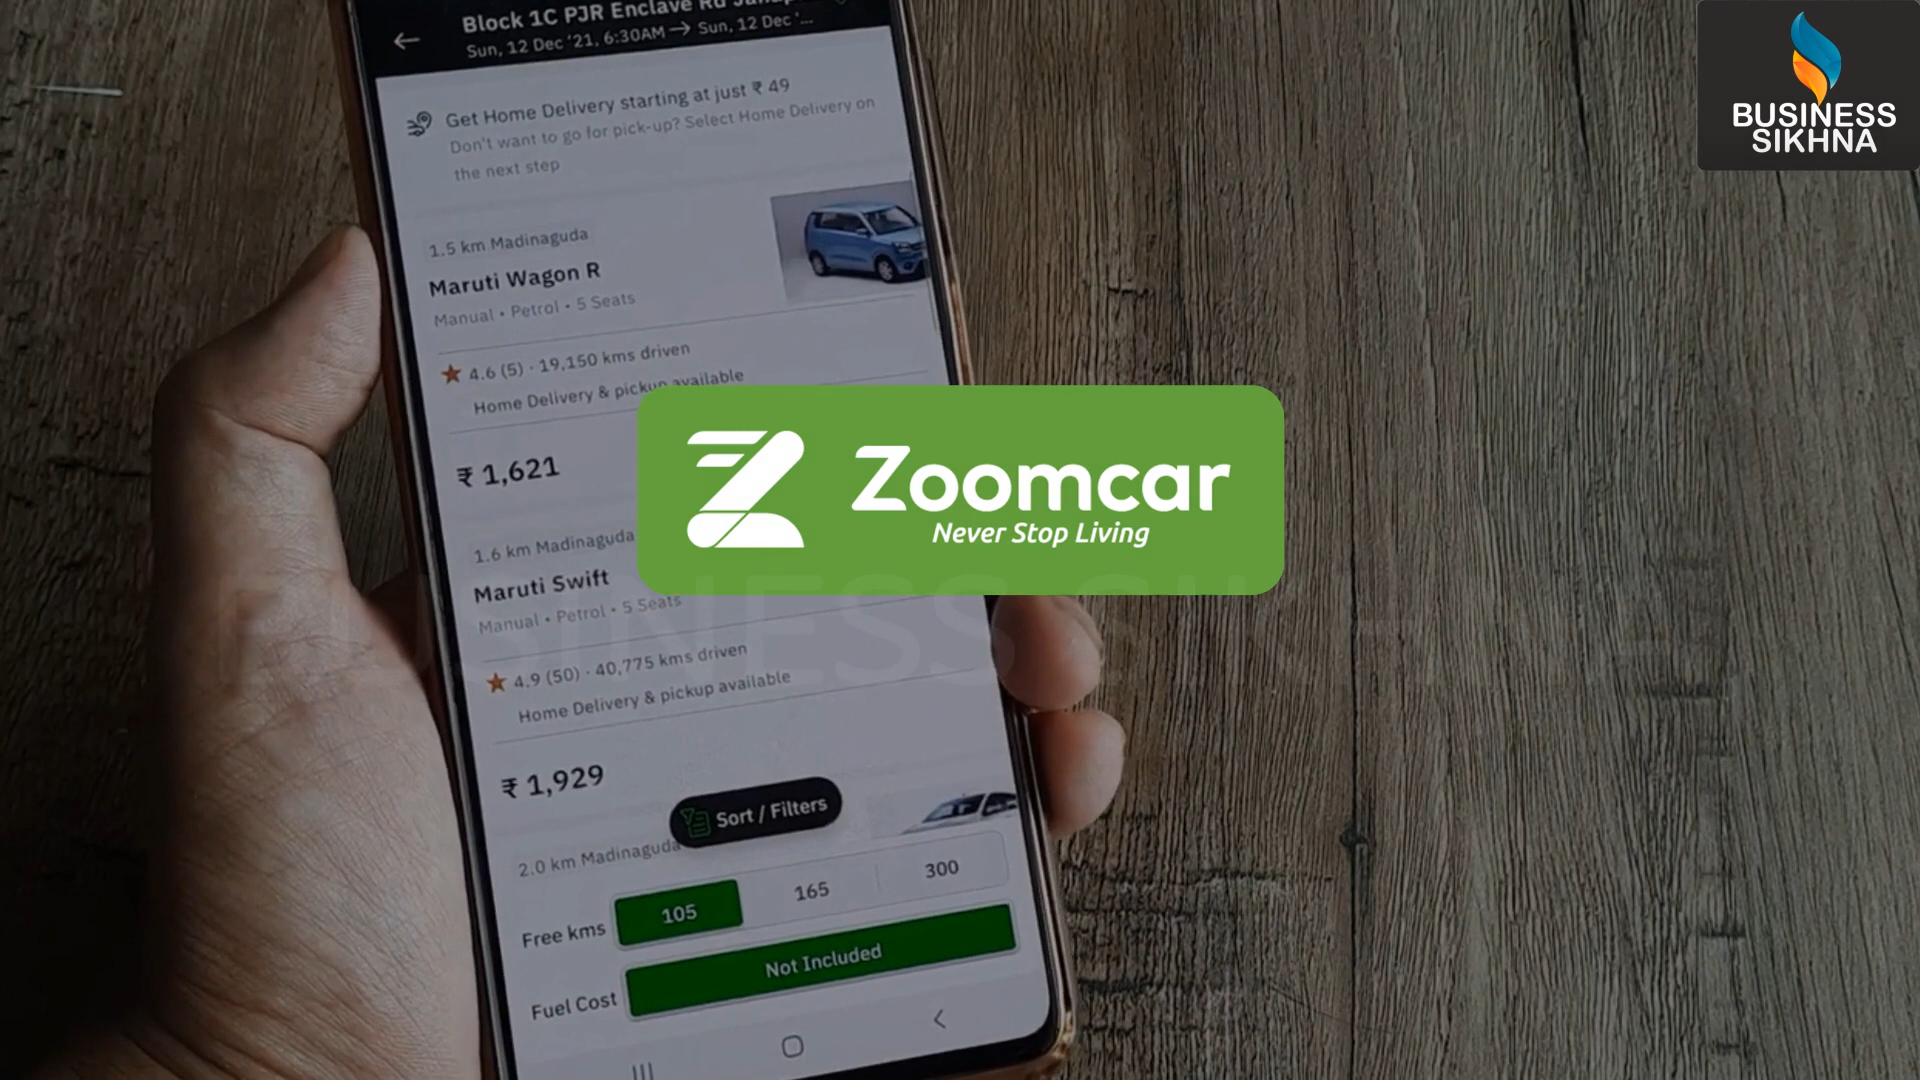 Block 1C PJR Enclave Rd
Sun, 12 Dec '21, 6:30AM → Sun, 12 Dec '...
Get Home Delivery starting at just ₹ 49
Don't want to go for pick-up? Select Home Delivery on
the next step
1.5 km Madinaguda
Maruti Wagon R
Manual • Petrol • 5 Seats
4.6 (5) · 19,150 kms driven
Home Delivery & pickup available
₹ 1,621
1.6 km Madinaguda
Maruti Swift
Manual • Petrol • 5 Seats
4.9 (50) · 40,775 kms driven
Home Delivery & pickup available
₹ 1,929
Sort / Filters
2.0 km Madinaguda
Free kms 105 165 300
Fuel Cost Not Included
Zoomcar
Never Stop Living
BUSINESS
SIKHNA
BUSINESS SIKHNA